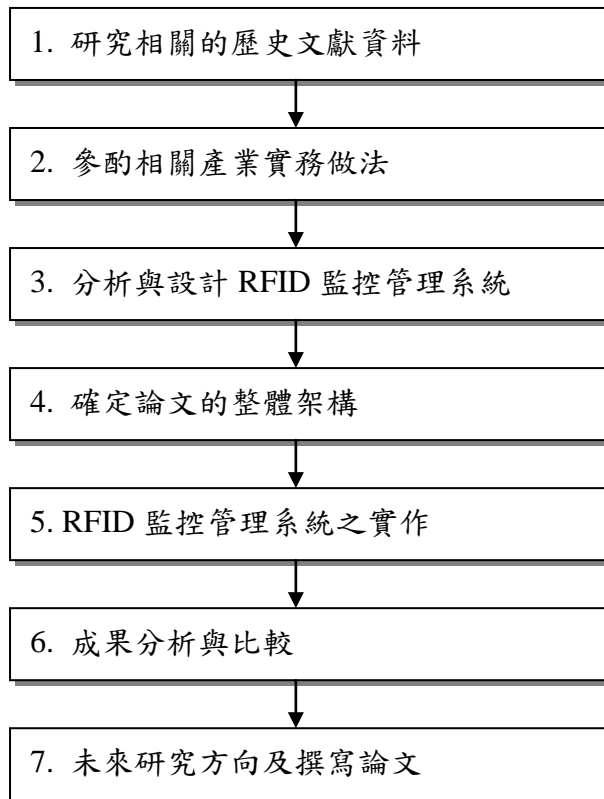 1. 研究相關的歷史文獻資料
2. 參酌相關產業實務做法
3. 分析與設計 RFID 監控管理系統
4. 確定論文的整體架構
5. RFID 監控管理系統之實作
6. 成果分析與比較
7. 未來研究方向及撰寫論文